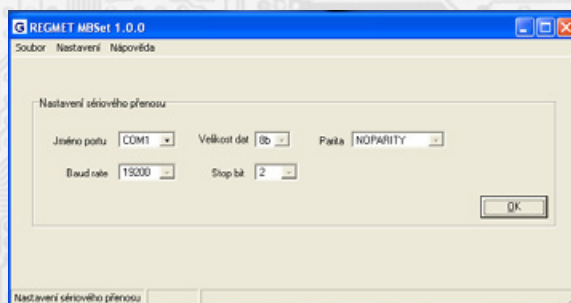 REGMET MBSet 1.0.0
Soubor Nastavení Nápověda
Nastavení sériového přenosu
Jméno portu COM1 Velikost dat 8b Parita NOPARITY
Baud rate 19200 Stop bit 2
OK
Nastavení sériového přenosu